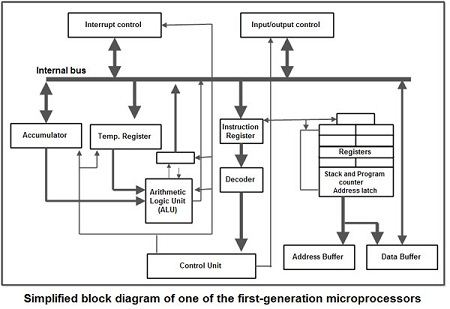 Interrupt control
Input/output control
Internal bus
Accumulator
Temp. Register
Instruction
Register
Registers
Stack and Program
counter
Address latch
Arithmetic
Logic Unit
(ALU)
Decoder
Control Unit
Address Buffer
Data Buffer
Simplified block diagram of one of the first-generation microprocessors